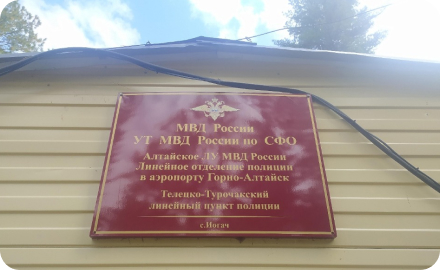 МВД России
УТ МВД России по СФО
Алтайское ЛУ МВД России
Линейное отделение полиции
в аэропорту Горно-Алтайск
Телецко-Турочакский
линейный пункт полиции
с.Иогач